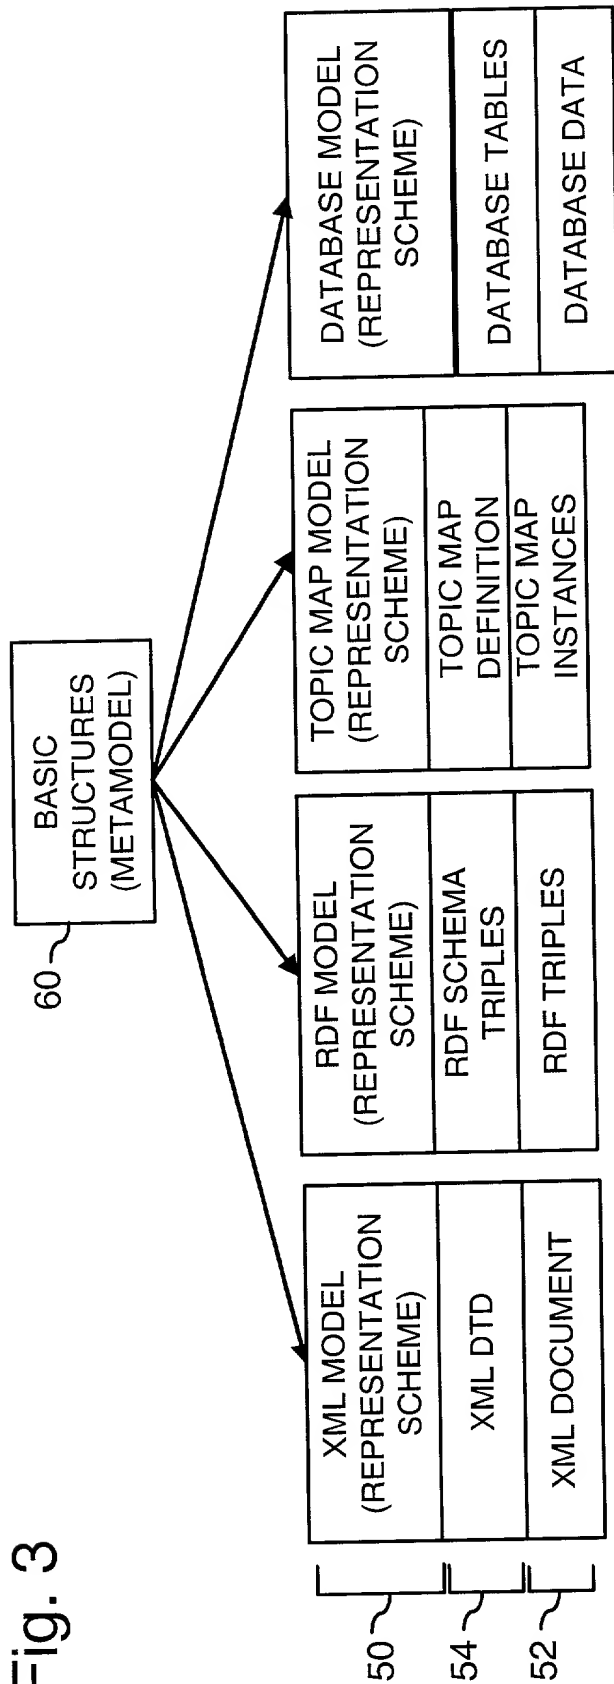 Fig. 3
60
BASIC
STRUCTURES
(METAMODEL)
50
54
52
XML MODEL
(REPRESENTATION
SCHEME)
XML DTD
XML DOCUMENT
RDF MODEL
(REPRESENTATION
SCHEME)
RDF SCHEMA
TRIPLES
RDF TRIPLES
TOPIC MAP MODEL
(REPRESENTATION
SCHEME)
TOPIC MAP
DEFINITION
TOPIC MAP
INSTANCES
DATABASE MODEL
(REPRESENTATION
SCHEME)
DATABASE TABLES
DATABASE DATA